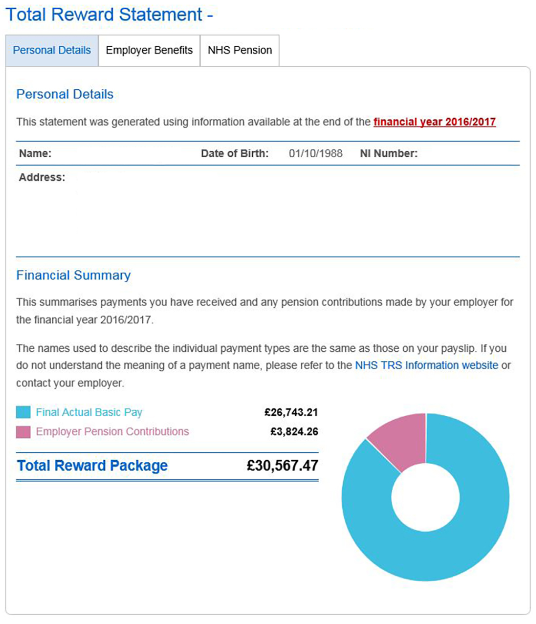 Total Reward Statement -
Personal Details
Employer Benefits
NHS Pension
Personal Details
This statement was generated using information available at the end of the financial year 2016/2017
Name: Date of Birth: 01/10/1988 NI Number:
Address:
Financial Summary
This summarises payments you have received and any pension contributions made by your employer for
the financial year 2016/2017.
The names used to describe the individual payment types are the same as those on your payslip. If you
do not understand the meaning of a payment name, please refer to the NHS TRS Information website or
contact your employer.
Final Actual Basic Pay £26,743.21
Employer Pension Contributions £3,824.26
Total Reward Package £30,567.47